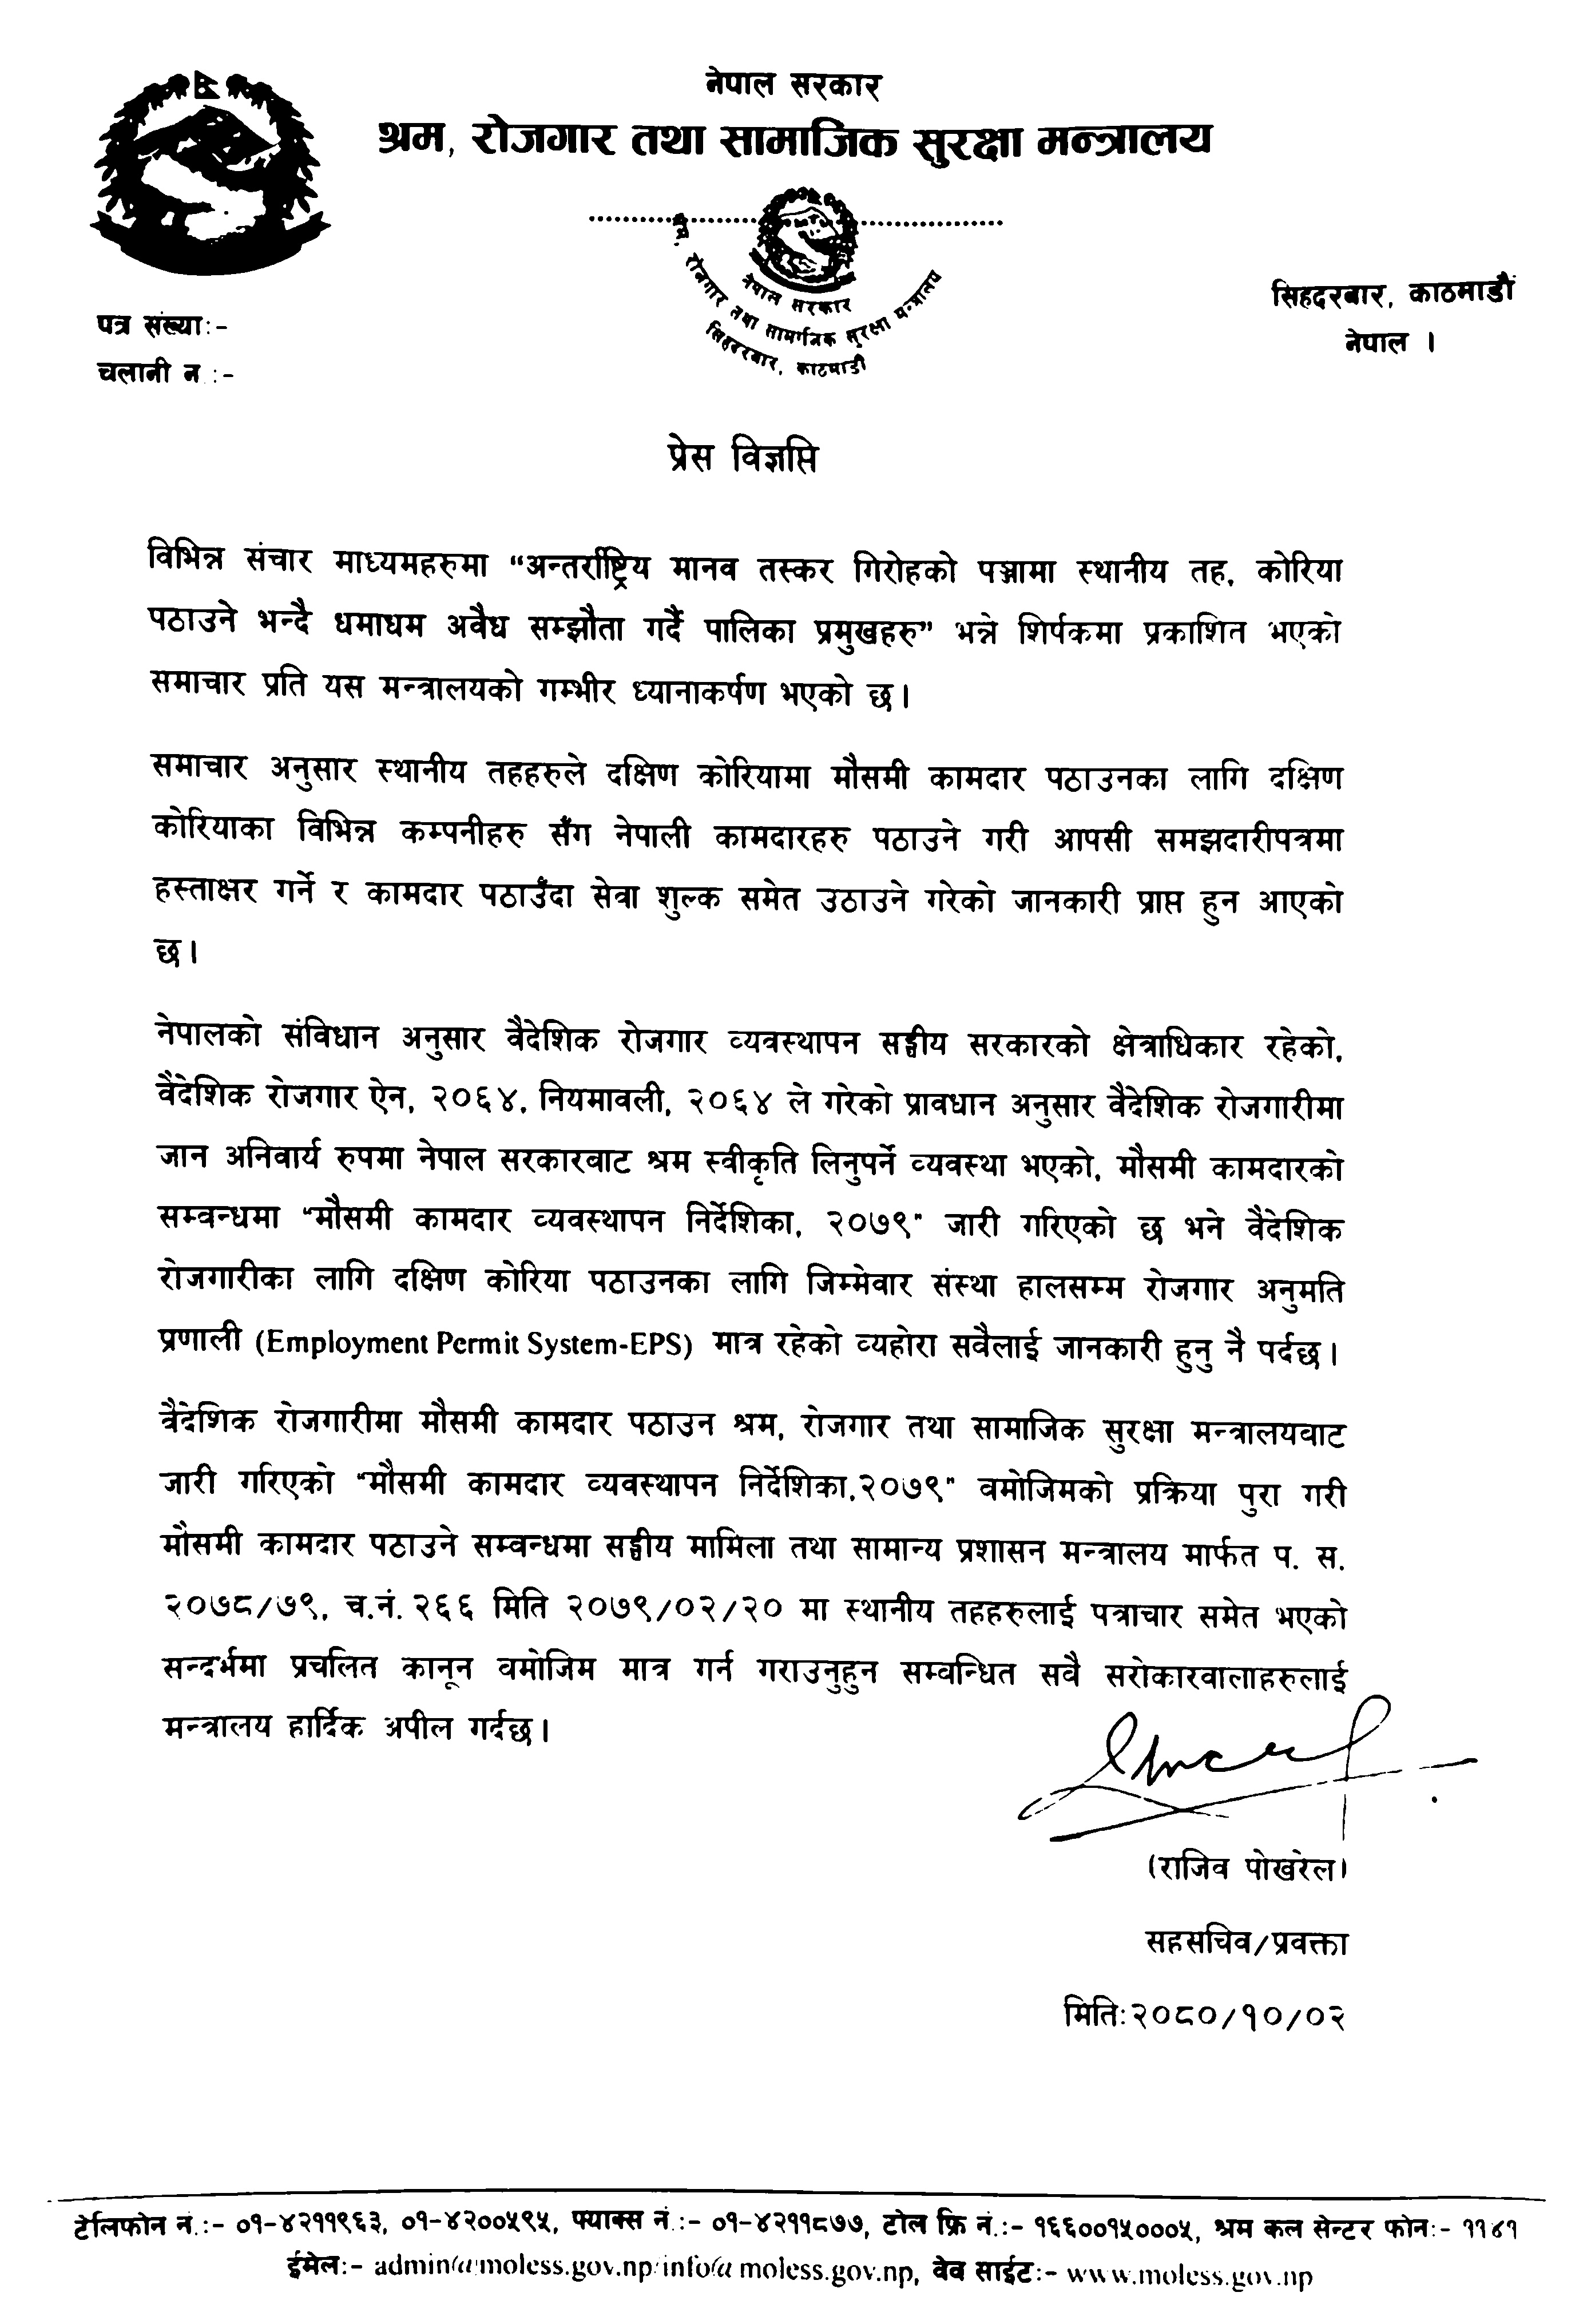 नेपाल सरकार
श्रम, रोजगार तथा सामाजिक सुरक्षा मन्त्रालय
श्रम, रोजगार तथा सामाजिक सुरक्षा मन्त्रालय
नेपाल सरकार
सिंहदरबार, काठमाडौं
सिंहदरबार, काठमाडौं
नेपाल ।
पत्र संख्याः-
चलानी नं.:-
प्रेस विज्ञप्ति
विभिन्न संचार माध्यमहरुमा “अन्तर्राष्ट्रिय मानव तस्कर गिरोहको पञ्जामा स्थानीय तह, कोरिया
पठाउने भन्दै धमाधम अवैध सम्झौता गर्दै पालिका प्रमुखहरु” भन्ने शिर्षकमा प्रकाशित भएको
समाचार प्रति यस मन्त्रालयको गम्भीर ध्यानाकर्षण भएको छ।
समाचार अनुसार स्थानीय तहहरुले दक्षिण कोरियामा मौसमी कामदार पठाउनका लागि दक्षिण
कोरियाका विभिन्न कम्पनीहरु सँग नेपाली कामदारहरु पठाउने गरी आपसी समझदारीपत्रमा
हस्ताक्षर गर्ने र कामदार पठाउँदा सेवा शुल्क समेत उठाउने गरेको जानकारी प्राप्त हुन आएको
छ।
नेपालको संविधान अनुसार वैदेशिक रोजगार व्यवस्थापन सङ्घीय सरकारको क्षेत्राधिकार रहेको,
वैदेशिक रोजगार ऐन, २०६४, नियमावली, २०६४ ले गरेको प्रावधान अनुसार वैदेशिक रोजगारीमा
जान अनिवार्य रुपमा नेपाल सरकारबाट श्रम स्वीकृति लिनुपर्ने व्यवस्था भएको, मौसमी कामदारको
सम्बन्धमा "मौसमी कामदार व्यवस्थापन निर्देशिका, २०७९" जारी गरिएको छ भने वैदेशिक
रोजगारीका लागि दक्षिण कोरिया पठाउनका लागि जिम्मेवार संस्था हालसम्म रोजगार अनुमति
प्रणाली (Employment Permit System-EPS) मात्र रहेको व्यहोरा सबैलाई जानकारी हुनु नै पर्दछ।
वैदेशिक रोजगारीमा मौसमी कामदार पठाउन श्रम, रोजगार तथा सामाजिक सुरक्षा मन्त्रालयबाट
जारी गरिएको "मौसमी कामदार व्यवस्थापन निर्देशिका,२०७९" बमोजिमको प्रक्रिया पुरा गरी
मौसमी कामदार पठाउने सम्बन्धमा सङ्घीय मामिला तथा सामान्य प्रशासन मन्त्रालय मार्फत प. स.
२०७८/७९, च.नं. २६६ मिति २०७९/०२/२० मा स्थानीय तहहरुलाई पत्राचार समेत भएको
सन्दर्भमा प्रचलित कानून बमोजिम मात्र गर्न गराउनुहुन सम्बन्धित सबै सरोकारवालाहरुलाई
मन्त्रालय हार्दिक अपील गर्दछ।
(राजिव पोखरेल)
सहसचिव/प्रवक्ता
मिति:२०८०/१०/०२
टेलिफोन नं.:- ०१-४२११९६३, ०१-४२००५९५, फ्याक्स नं.:- ०१-४२११८७७, टोल फ्रि नं.:- १६६००१५०००५, श्रम कल सेन्टर फोन:- ११४१
ईमेल:- admin@moless.gov.np/info@moless.gov.np, वेव साईट:- www.moless.gov.np